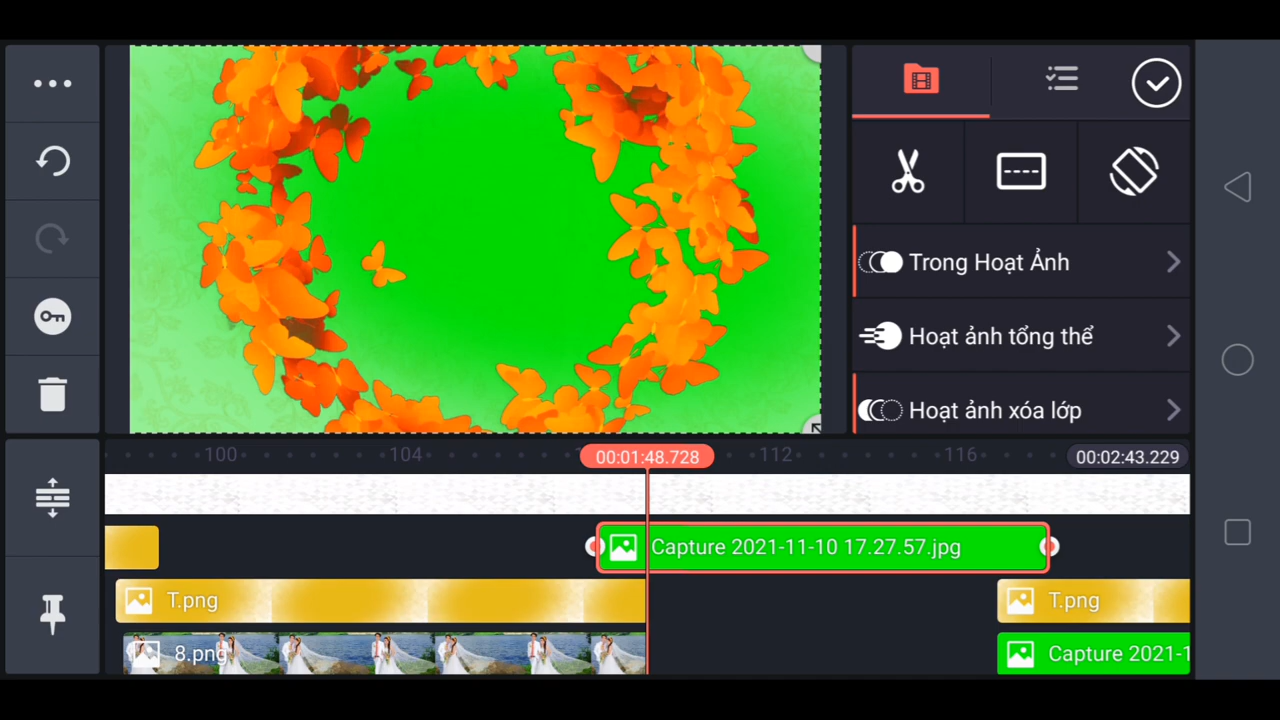 Trong Hoạt Ảnh
Hoạt ảnh tổng thể
Hoạt ảnh xóa lớp
100
104
00:01:48.728
112
116
00:02:43.229
Capture 2021-11-10 17.27.57.jpg
T.png
T.png
8.png
Capture 2021-1